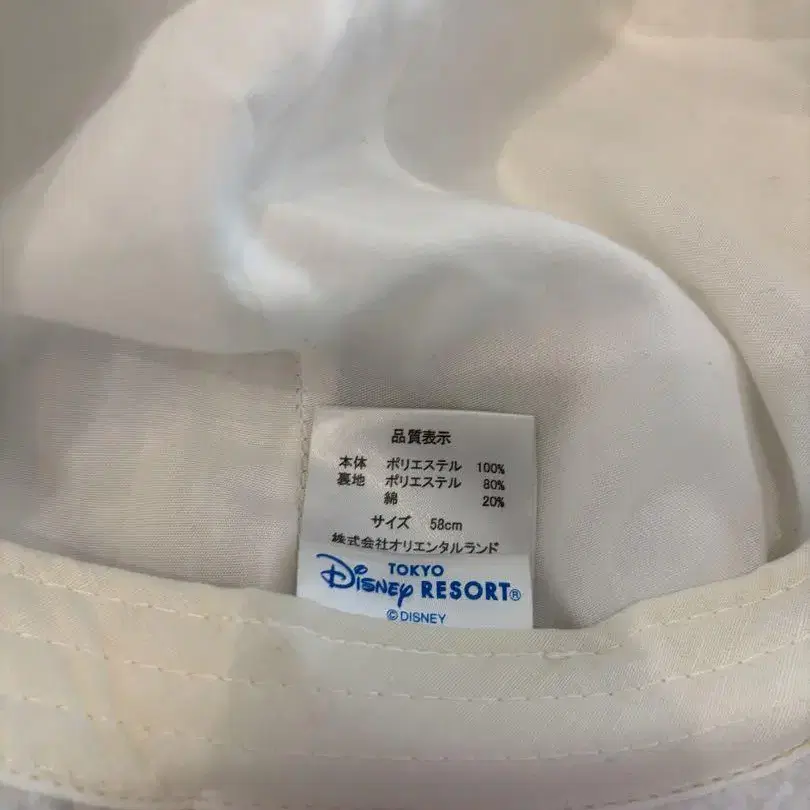 品質表示
本体 ポリエステル 100%
裏地 ポリエステル 80%
綿 20%
サイズ 58cm
株式会社オリエンタルランド
TOKYO
Disney RESORT®
© DISNEY